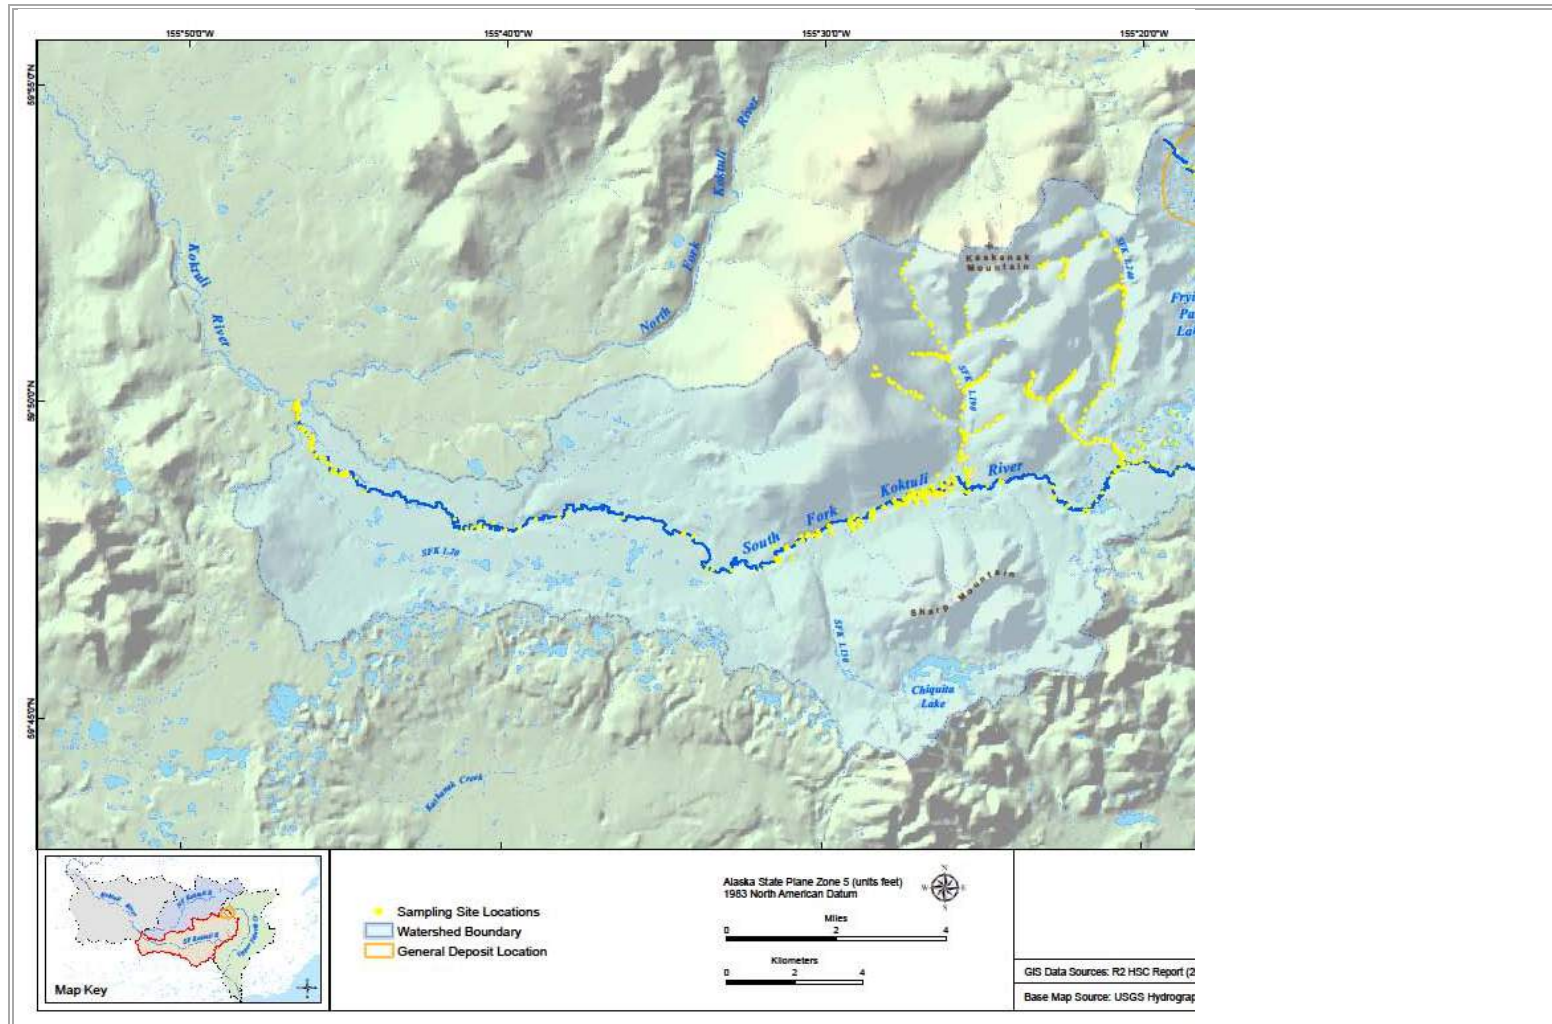 155°50'0"W
155°40'0"W
155°30'0"W
155°20'0"W
59°55'0"N
59°50'0"N
59°45'0"N
Koktuli
River
North
Fork
Koktuli
River
Kaskanak
Mountain
SFK 1.240
SFK 1.190
Koktuli
River
South
Fork
SFK 1.20
Sharp Mountain
SFK 1.130
Chiquita
Lake
Kaskanak Creek
Map Key
Sampling Site Locations
Watershed Boundary
General Deposit Location
Alaska State Plane Zone 5 (units feet)
1983 North American Datum
N
W
E
S
Miles
0 2 4
Kilometers
0 2 4
GIS Data Sources: R2 HSC Report (2
Base Map Source: USGS Hydrograp